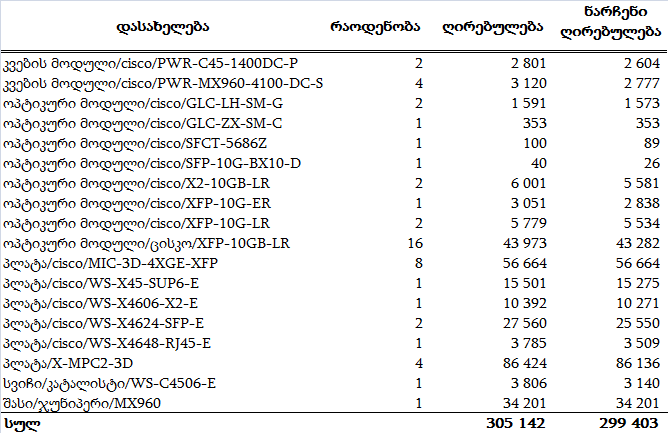 დასახელება რაოდენობა ღირებულება ნარჩენი ღირებულება
კვების მოდული/cisco/PWR-C45-1400DC-P 2 2 801 2 604
კვების მოდული/cisco/PWR-MX960-4100-DC-S 4 3 120 2 777
ოპტიკური მოდული/cisco/GLC-LH-SM-G 2 1 591 1 573
ოპტიკური მოდული/cisco/GLC-ZX-SM-C 1 353 353
ოპტიკური მოდული/cisco/SFCT-5686Z 1 100 89
ოპტიკური მოდული/cisco/SFP-10G-BX10-D 1 40 26
ოპტიკური მოდული/cisco/X2-10GB-LR 2 6 001 5 581
ოპტიკური მოდული/cisco/XFP-10G-ER 1 3 051 2 838
ოპტიკური მოდული/cisco/XFP-10G-LR 2 5 779 5 534
ოპტიკური მოდული/ცისკო/XFP-10GB-LR 16 43 973 43 282
პლატა/cisco/MIC-3D-4XGE-XFP 8 56 664 56 664
პლატა/cisco/WS-X45-SUP6-E 1 15 501 15 275
პლატა/cisco/WS-X4606-X2-E 1 10 392 10 271
პლატა/cisco/WS-X4624-SFP-E 2 27 560 25 550
პლატა/cisco/WS-X4648-RJ45-E 1 3 785 3 509
პლატა/X-MPC2-3D 4 86 424 86 136
სვიჩი/კატალისტი/WS-C4506-E 1 3 806 3 140
შასი/ჯუნიპერი/MX960 1 34 201 34 201
სულ 305 142 299 403